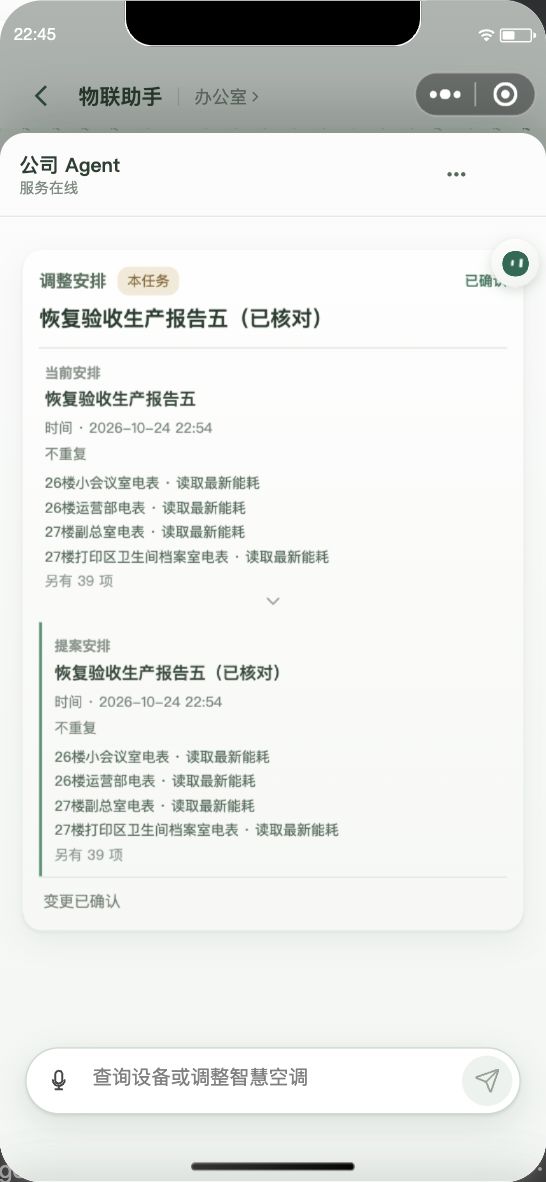 22:45
物联助手
办公室
公司 Agent
服务在线
调整安排 本任务
恢复验收生产报告五（已核对）
当前安排
恢复验收生产报告五
时间 · 2026-10-24 22:54
不重复
26楼小会议室电表 · 读取最新能耗
26楼运营部电表 · 读取最新能耗
27楼副总室电表 · 读取最新能耗
27楼打印区卫生间档案室电表 · 读取最新能耗
另有 39 项
提案安排
恢复验收生产报告五（已核对）
时间 · 2026-10-24 22:54
不重复
26楼小会议室电表 · 读取最新能耗
26楼运营部电表 · 读取最新能耗
27楼副总室电表 · 读取最新能耗
27楼打印区卫生间档案室电表 · 读取最新能耗
另有 39 项
变更已确认
查询设备或调整智慧空调